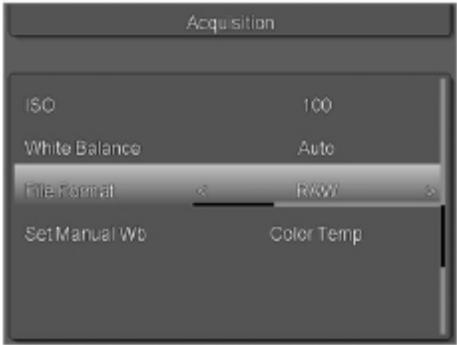 Acquisition
ISO 100
White Balance Auto
File Format < RAW >
Set Manual Wb Color Temp